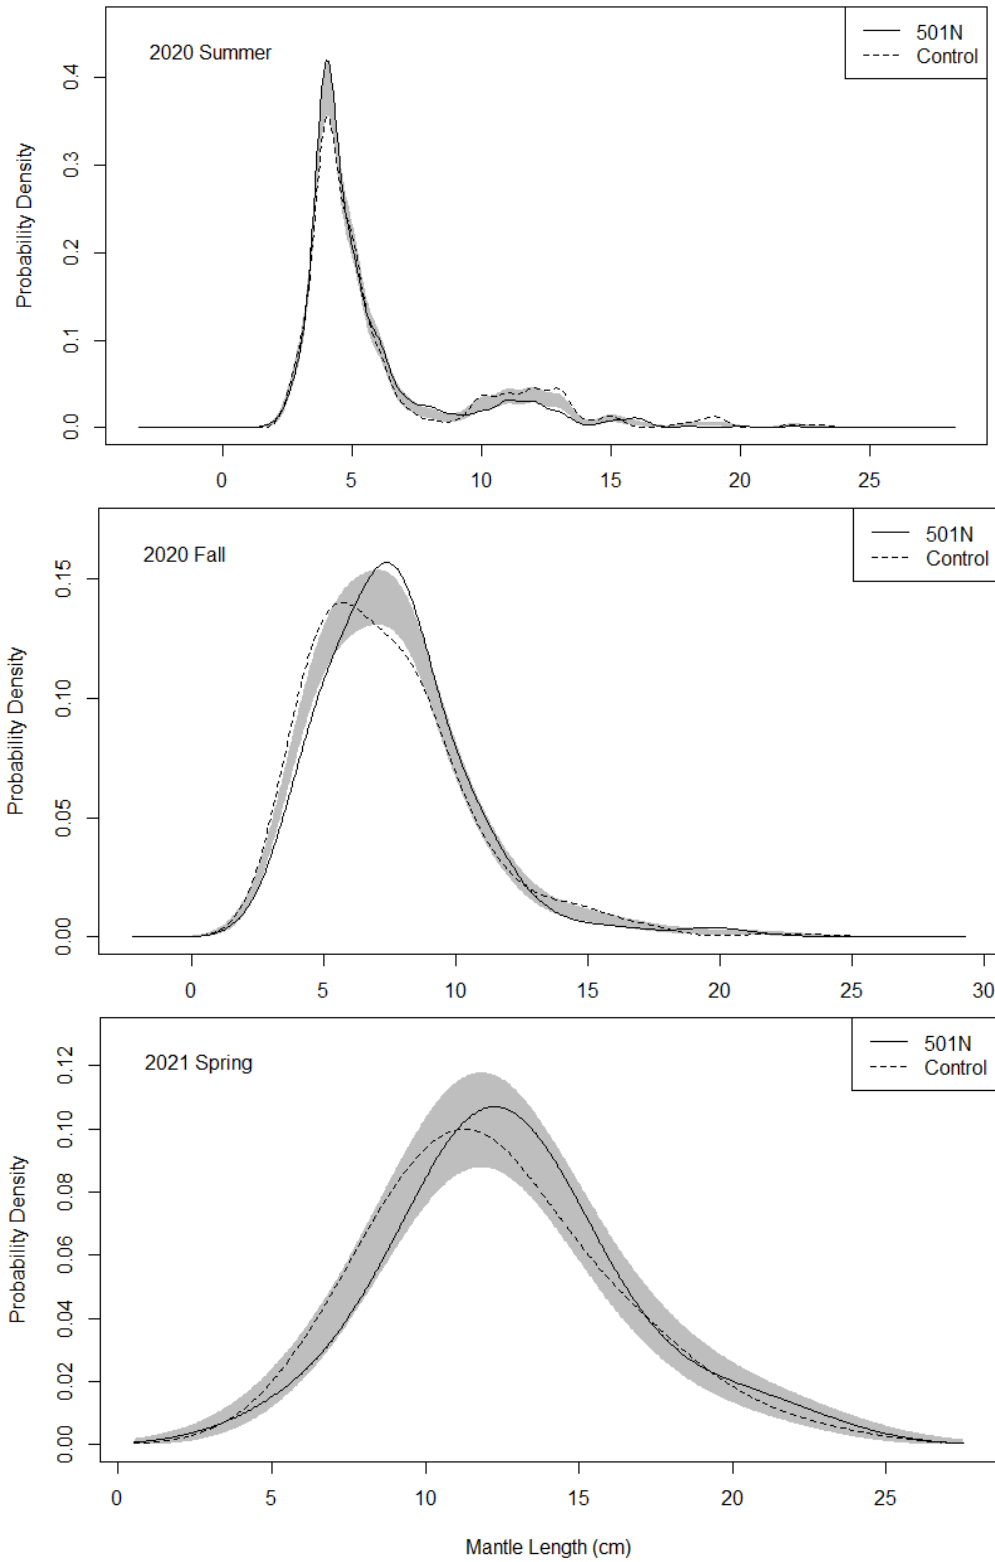 2020 Summer
501N
Control
Probability Density
0.4
0.3
0.2
0.1
0.0
0 5 10 15 20 25
2020 Fall
501N
Control
Probability Density
0.15
0.10
0.05
0.00
0 5 10 15 20 25 30
2021 Spring
501N
Control
Probability Density
0.12
0.10
0.08
0.06
0.04
0.02
0.00
0 5 10 15 20 25
Mantle Length (cm)